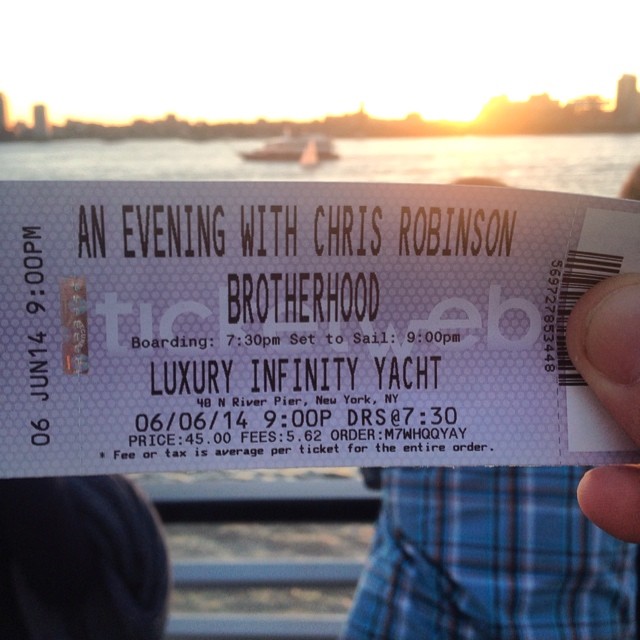 06 JUN14 9:00PM
AN EVENING WITH CHRIS ROBINSON
BROTHERHOOD
ticketweb
Boarding: 7:30pm Set to Sail: 9:00pm
LUXURY INFINITY YACHT
40 N River Pier, New York, NY
06/06/14 9:00P DRS@7:30
PRICE:45.00 FEES:5.62 ORDER:M7WHQQYAY
* Fee or tax is average per ticket for the entire order.